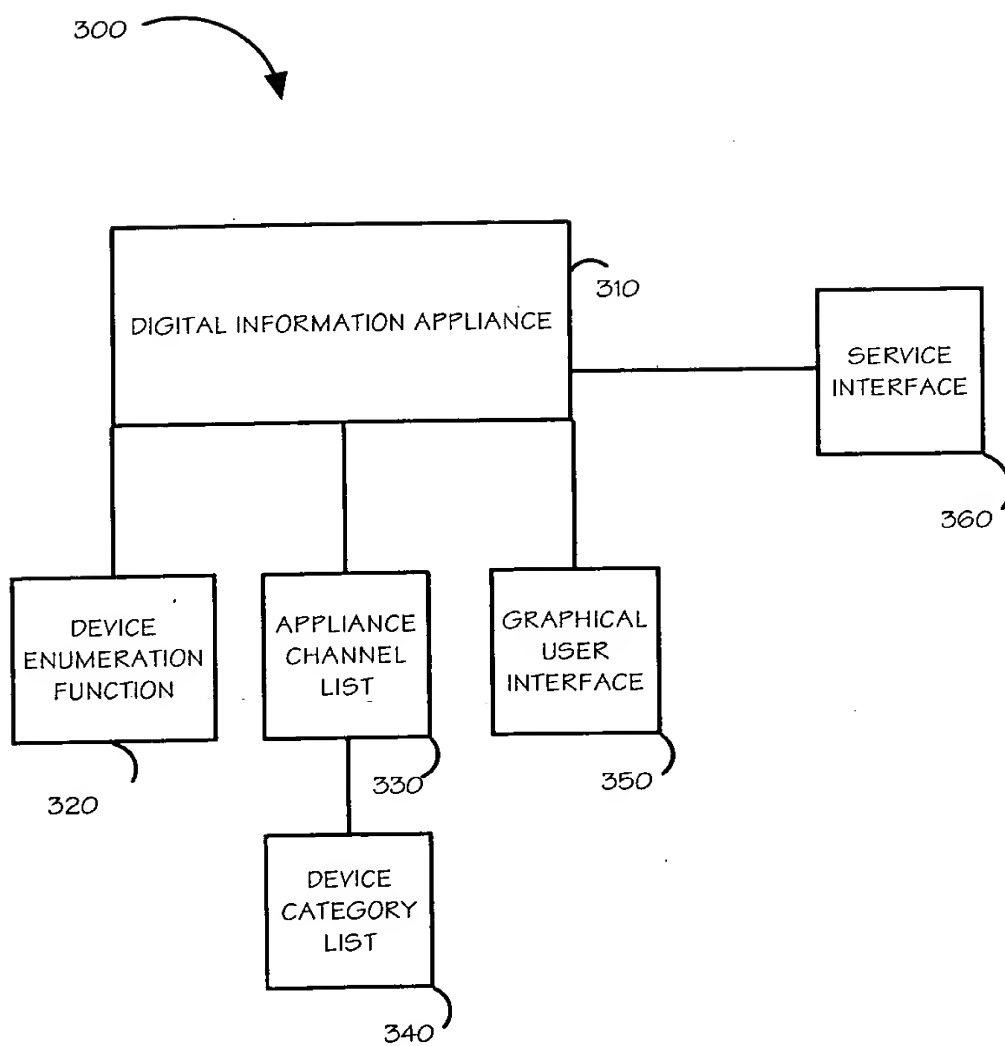 300
DIGITAL INFORMATION APPLIANCE
310
SERVICE
INTERFACE
360
DEVICE
ENUMERATION
FUNCTION
320
APPLIANCE
CHANNEL
LIST
330
GRAPHICAL
USER
INTERFACE
350
DEVICE
CATEGORY
LIST
340